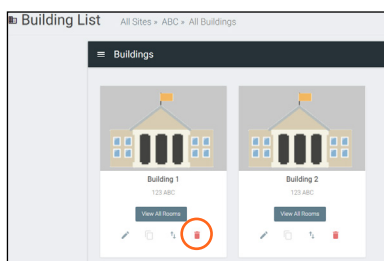 Building List All Sites » ABC » All Buildings
Buildings
Building 1
123 ABC
View All Rooms
Building 2
123 ABC
View All Rooms